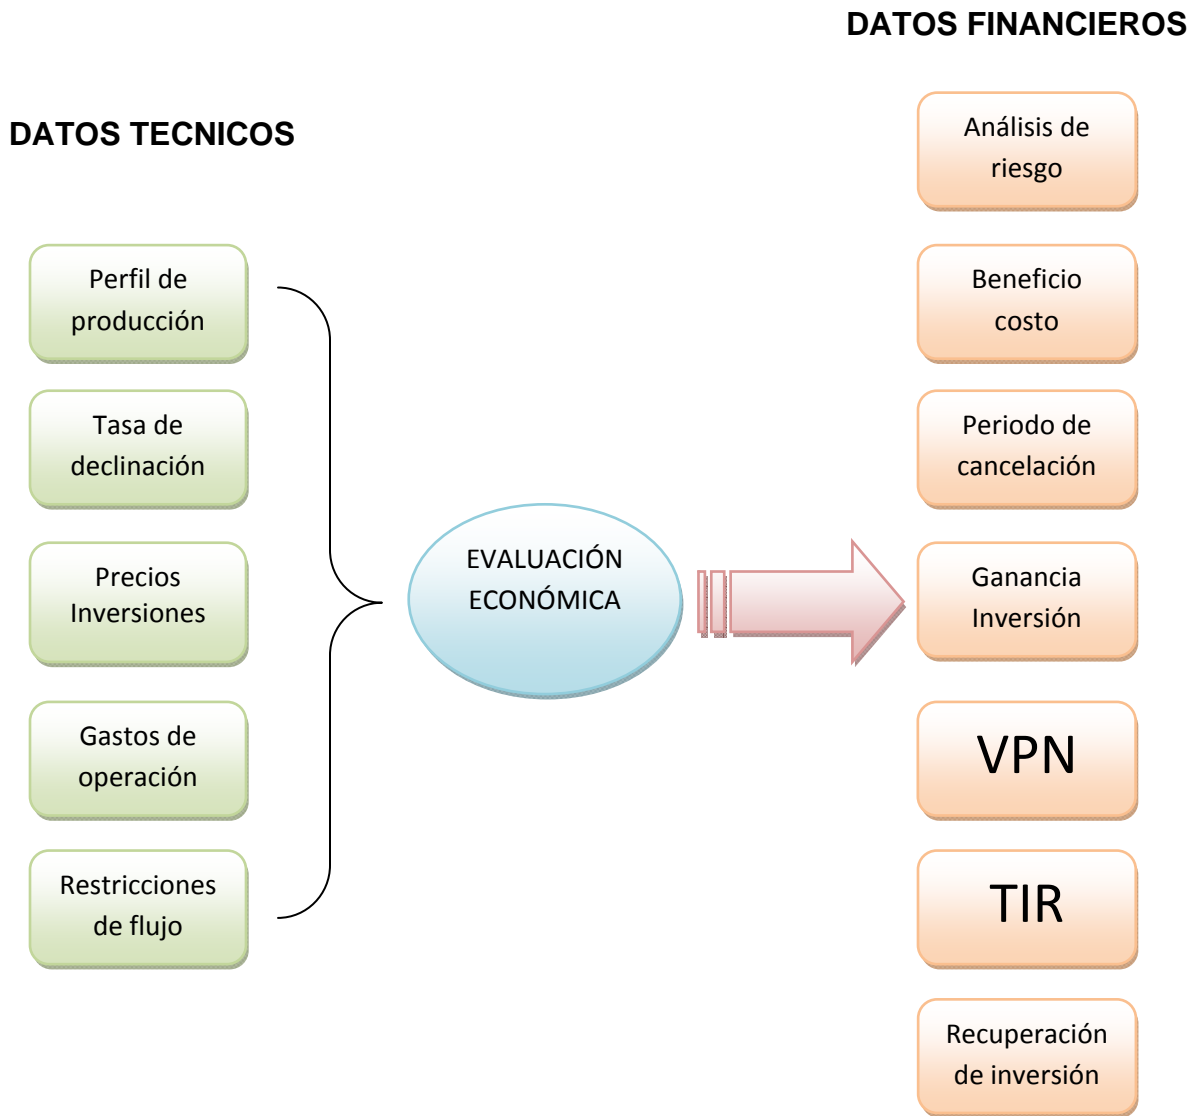 DATOS FINANCIEROS
DATOS TECNICOS
Perfil de
producción
Tasa de
declinación
Precios
Inversiones
Gastos de
operación
Restricciones
de flujo
EVALUACIÓN
ECONÓMICA
Análisis de
riesgo
Beneficio
costo
Periodo de
cancelación
Ganancia
Inversión
VPN
TIR
Recuperación
de inversión